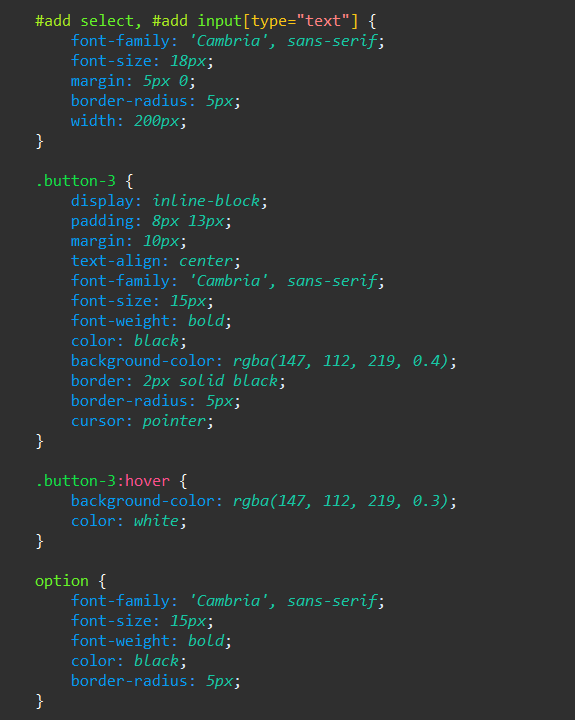 #add select, #add input[type="text"] {
    font-family: 'Cambria', sans-serif;
    font-size: 18px;
    margin: 5px 0;
    border-radius: 5px;
    width: 200px;
}

.button-3 {
    display: inline-block;
    padding: 8px 13px;
    margin: 10px;
    text-align: center;
    font-family: 'Cambria', sans-serif;
    font-size: 15px;
    font-weight: bold;
    color: black;
    background-color: rgba(147, 112, 219, 0.4);
    border: 2px solid black;
    border-radius: 5px;
    cursor: pointer;
}

.button-3:hover {
    background-color: rgba(147, 112, 219, 0.3);
    color: white;
}

option {
    font-family: 'Cambria', sans-serif;
    font-size: 15px;
    font-weight: bold;
    color: black;
    border-radius: 5px;
}